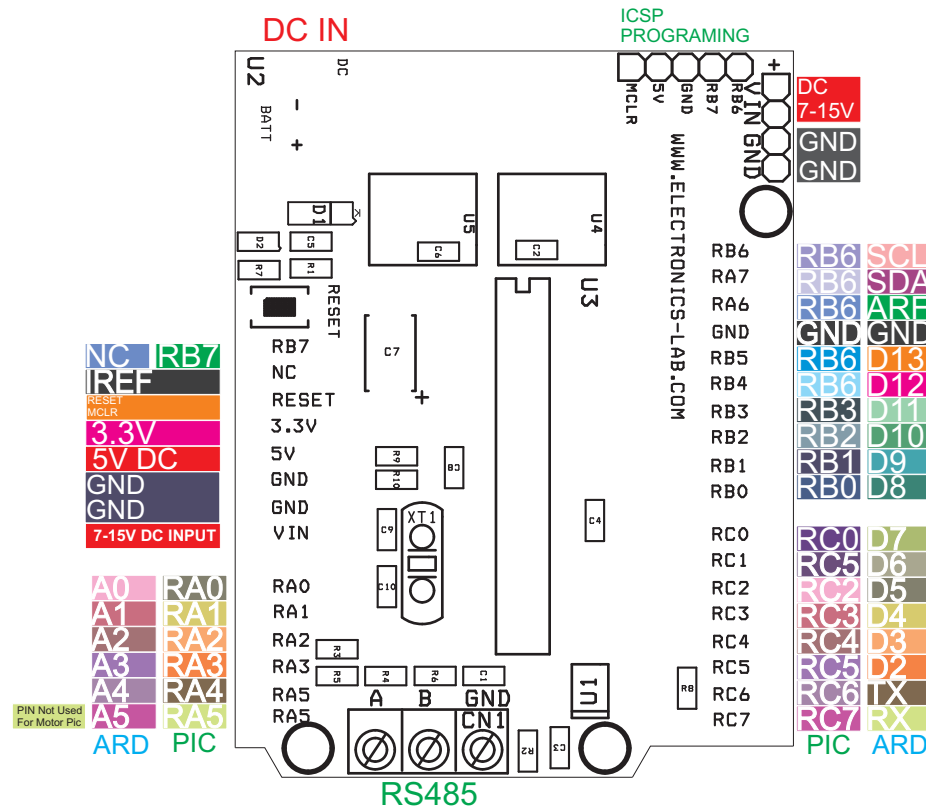 DC IN
ICSP
PROGRAMING
U2
DC
BATT
-
+
MCLR
5V
GND
RB7
RB6
+
VIN
GND
DC
7-15V
GND
GND
WWW.ELECTRONICS-LAB.COM
D1
K
U5
U4
C6
C2
D2
C5
R7
R1
RESET
U3
C7
+
RB7
NC
RESET
3.3V
5V
GND
GND
VIN
RA0
RA1
RA2
RA3
RA5
RA5
NC RB7
IREF
RESET
MCLR
3.3V
5V DC
GND
GND
7-15V DC INPUT
A0 RA0
A1 RA1
A2 RA2
A3 RA3
A4 RA4
PIN Not Used
For Motor Pic
A5 RA5
ARD PIC
R9
R10
C8
C9
XT1
C10
C4
R3
R5
R4
R6
C1
A B GND
CN1
U1
R8
R2
C3
RS485
RB6 RB6 SCL
RA7 RB6 SDA
RA6 RB6 ARF
GND GND GND
RB5 RB6 D13
RB4 RB6 D12
RB3 RB3 D11
RB2 RB2 D10
RB1 RB1 D9
RB0 RB0 D8
RC0 RC0 D7
RC1 RC5 D6
RC2 RC2 D5
RC3 RC3 D4
RC4 RC4 D3
RC5 RC5 D2
RC6 RC6 TX
RC7 RC7 RX
PIC ARD